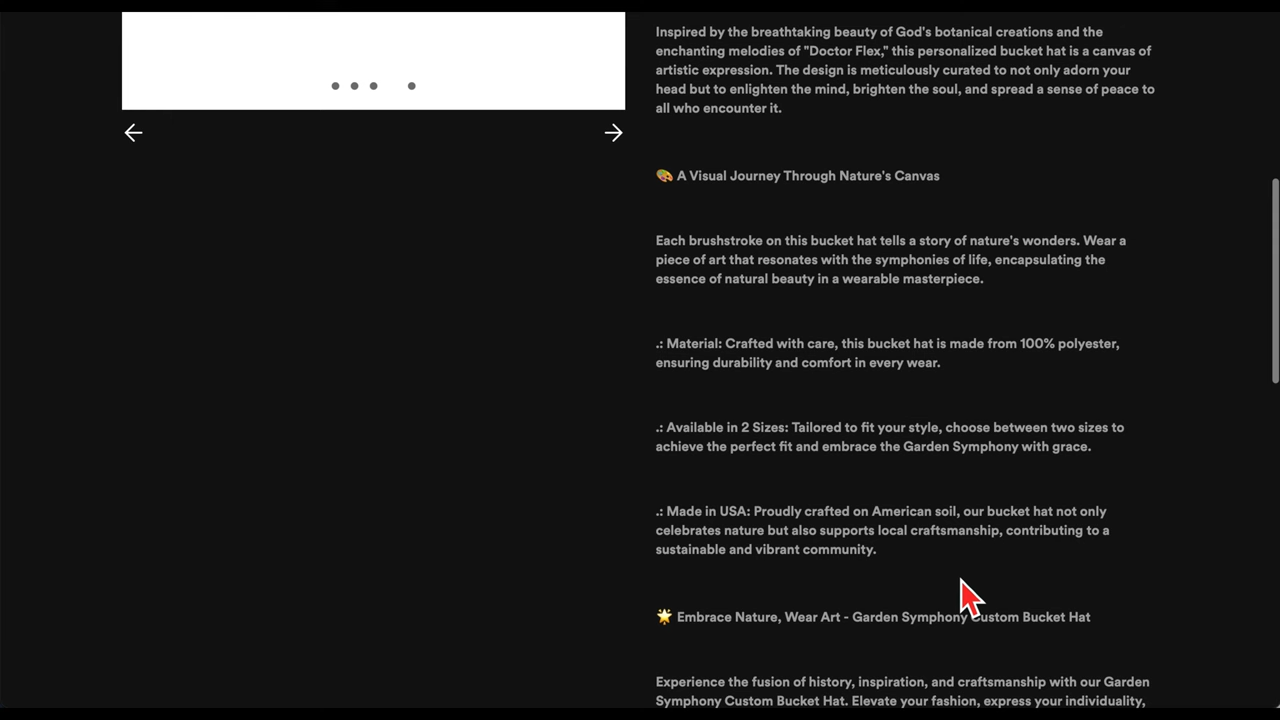 Inspired by the breathtaking beauty of God's botanical creations and the
enchanting melodies of "Doctor Flex," this personalized bucket hat is a canvas of
artistic expression. The design is meticulously curated to not only adorn your
head but to enlighten the mind, brighten the soul, and spread a sense of peace to
all who encounter it.
🎨 A Visual Journey Through Nature's Canvas
Each brushstroke on this bucket hat tells a story of nature's wonders. Wear a
piece of art that resonates with the symphonies of life, encapsulating the
essence of natural beauty in a wearable masterpiece.
.: Material: Crafted with care, this bucket hat is made from 100% polyester,
ensuring durability and comfort in every wear.
.: Available in 2 Sizes: Tailored to fit your style, choose between two sizes to
achieve the perfect fit and embrace the Garden Symphony with grace.
.: Made in USA: Proudly crafted on American soil, our bucket hat not only
celebrates nature but also supports local craftsmanship, contributing to a
sustainable and vibrant community.
🌟 Embrace Nature, Wear Art - Garden Symphony Custom Bucket Hat
Experience the fusion of history, inspiration, and craftsmanship with our Garden
Symphony Custom Bucket Hat. Elevate your fashion, express your individuality,